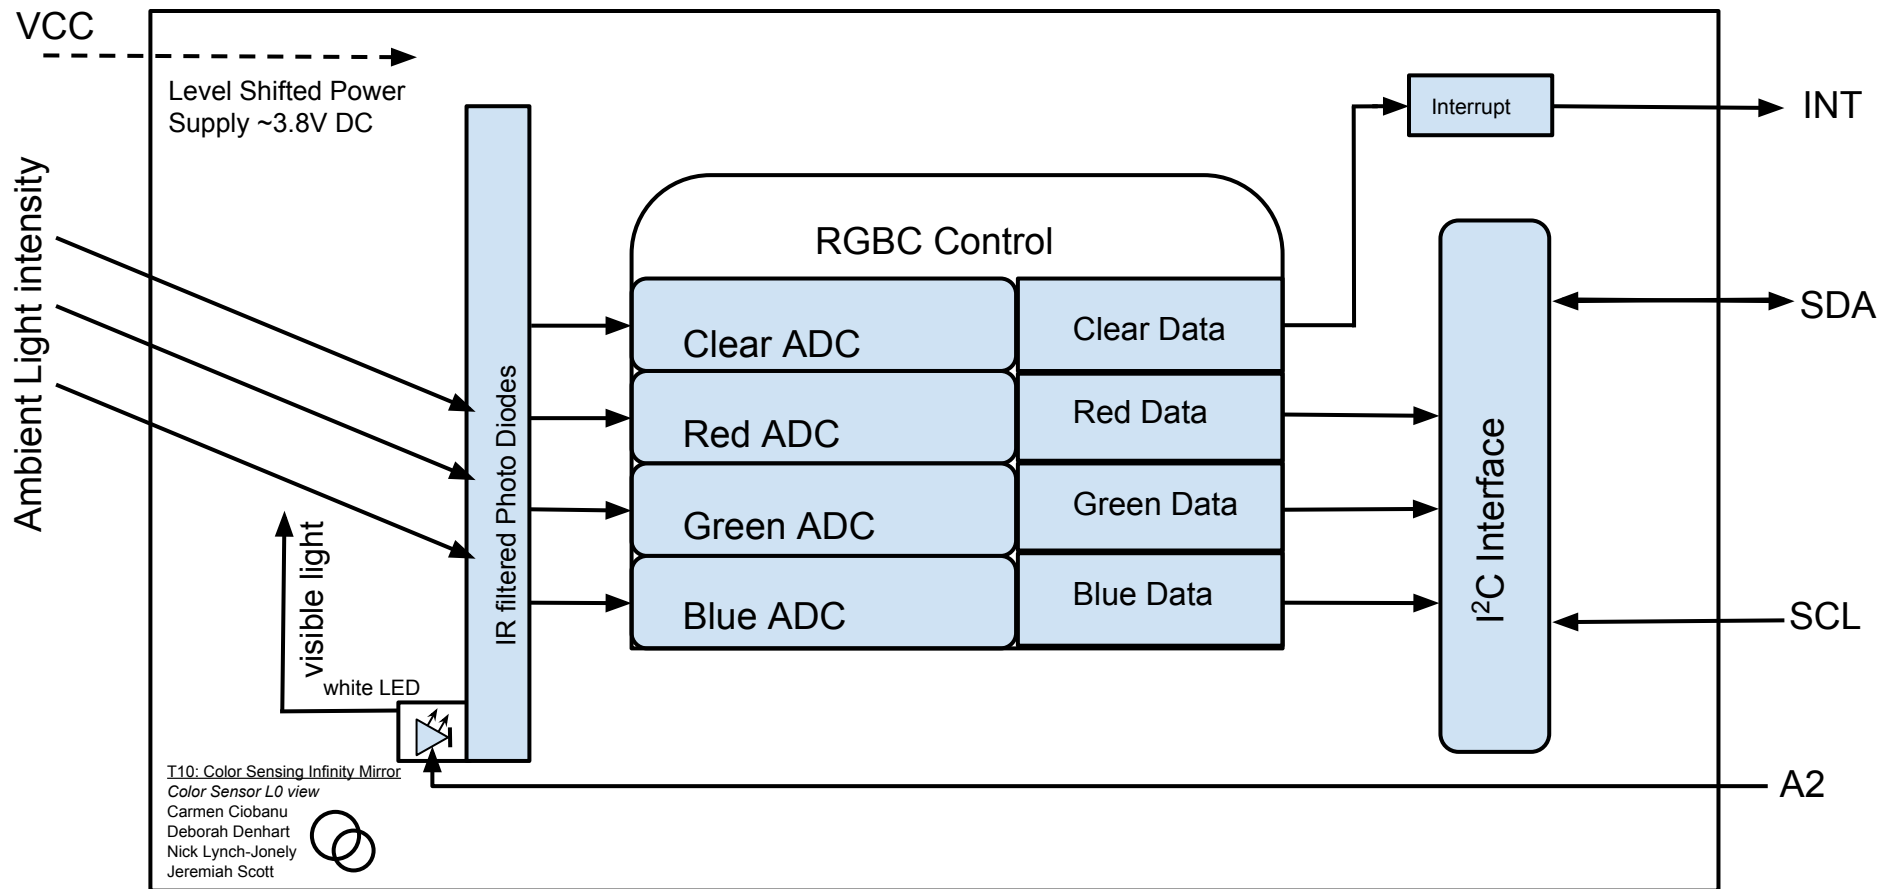 VCC
Level Shifted Power
Supply ~3.8V DC
Ambient Light intensity
visible light
white LED
IR filtered Photo Diodes
RGBC Control
Clear ADC
Clear Data
Red ADC
Red Data
Green ADC
Green Data
Blue ADC
Blue Data
Interrupt
I²C Interface
INT
SDA
SCL
A2
T10: Color Sensing Infinity Mirror
Color Sensor L0 view
Carmen Ciobanu
Deborah Denhart
Nick Lynch-Jonely
Jeremiah Scott